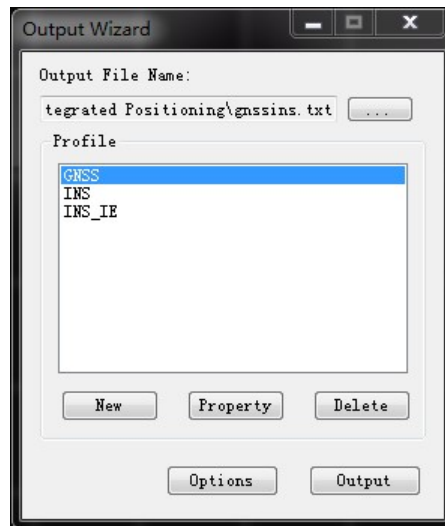 Output Wizard
Output File Name:
tegrated Positioning\gnssins.txt ...
Profile
GNSS
INS
INS_IE
New Property Delete
Options Output